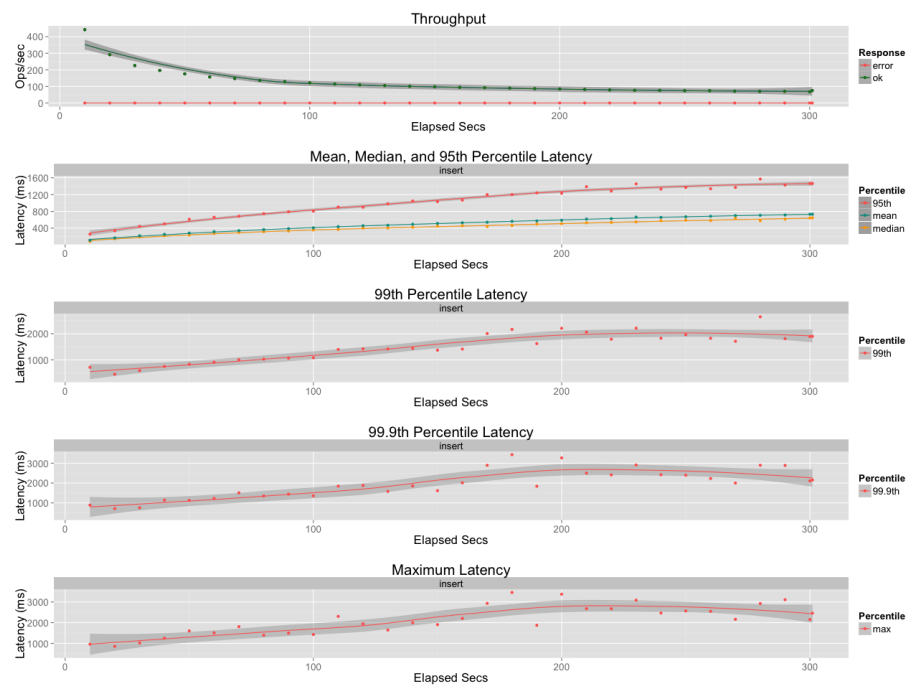 Throughput
Ops/sec
400
300
200
100
0
0
100
200
300
Elapsed Secs
Response
error
ok
Mean, Median, and 95th Percentile Latency
insert
Latency (ms)
1600
1200
800
400
0
100
200
300
Elapsed Secs
Percentile
95th
mean
median
99th Percentile Latency
insert
Latency (ms)
2000
1000
0
100
200
300
Elapsed Secs
Percentile
99th
99.9th Percentile Latency
insert
Latency (ms)
3000
2000
1000
0
100
200
300
Elapsed Secs
Percentile
99.9th
Maximum Latency
insert
Latency (ms)
3000
2000
1000
0
100
200
300
Elapsed Secs
Percentile
max